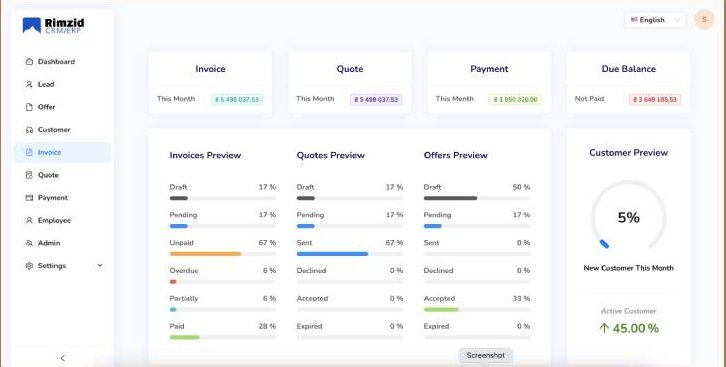 Rimzid
CRM/ERP
English
S
Dashboard
Lead
Offer
Customer
Invoice
Quote
Payment
Employee
Admin
Settings
Invoice
This Month ₴ 5 498 037,53
Quote
This Month ₴ 5 498 037,53
Payment
This Month ₴ 1 850 320,00
Due Balance
Not Paid ₴ 3 648 185,53
Invoices Preview
Draft 17 %
Pending 17 %
Unpaid 67 %
Overdue 6 %
Partially 6 %
Paid 28 %
Quotes Preview
Draft 17 %
Pending 17 %
Sent 67 %
Declined 0 %
Accepted 0 %
Expired 0 %
Offers Preview
Draft 50 %
Pending 17 %
Sent 0 %
Declined 0 %
Accepted 33 %
Expired 0 %
Customer Preview
5%
New Customer This Month
Active Customer
45.00 %
Screenshot